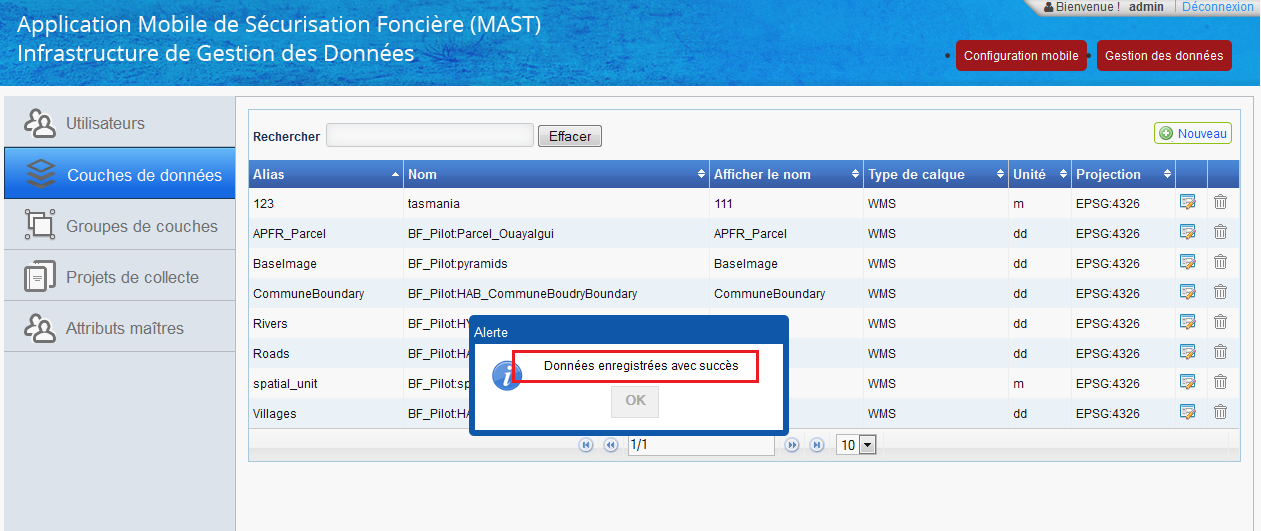 Application Mobile de Sécurisation Foncière (MAST)
Infrastructure de Gestion des Données
Bienvenue ! admin Déconnexion
Configuration mobile
Gestion des données
Utilisateurs
Couches de données
Groupes de couches
Projets de collecte
Attributs maîtres
Rechercher Effacer Nouveau
Alias Nom Afficher le nom Type de calque Unité Projection
123 tasmania 111 WMS m EPSG:4326
APFR_Parcel BF_Pilot:Parcel_Ouayalgui APFR_Parcel WMS dd EPSG:4326
BaseImage BF_Pilot:pyramids BaseImage WMS dd EPSG:4326
CommuneBoundary BF_Pilot:HAB_CommuneBoudryBoundary CommuneBoundary WMS dd EPSG:4326
Rivers WMS dd EPSG:4326
Roads WMS dd EPSG:4326
spatial_unit WMS m EPSG:4326
Villages WMS dd EPSG:4326
Alerte
Données enregistrées avec succès
OK
1/1 10